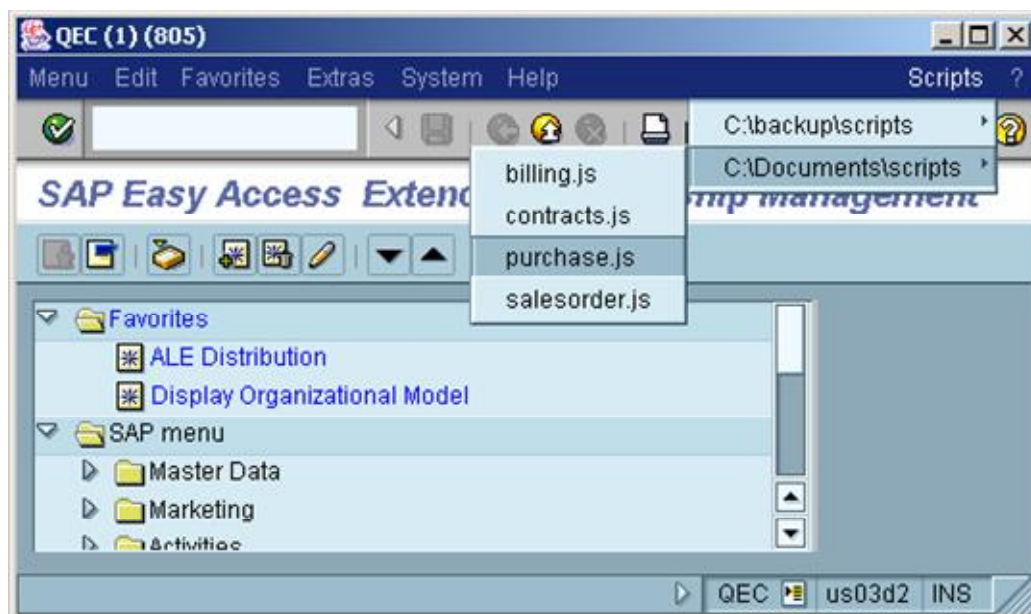 QEC (1) (805)
Menu Edit Favorites Extras System Help Scripts ?
C:\backup\scripts
C:\Documents\scripts
billing.js
contracts.js
purchase.js
salesorder.js
SAP Easy Access Management
Favorites
ALE Distribution
Display Organizational Model
SAP menu
Master Data
Marketing
Activities
QEC us03d2 INS